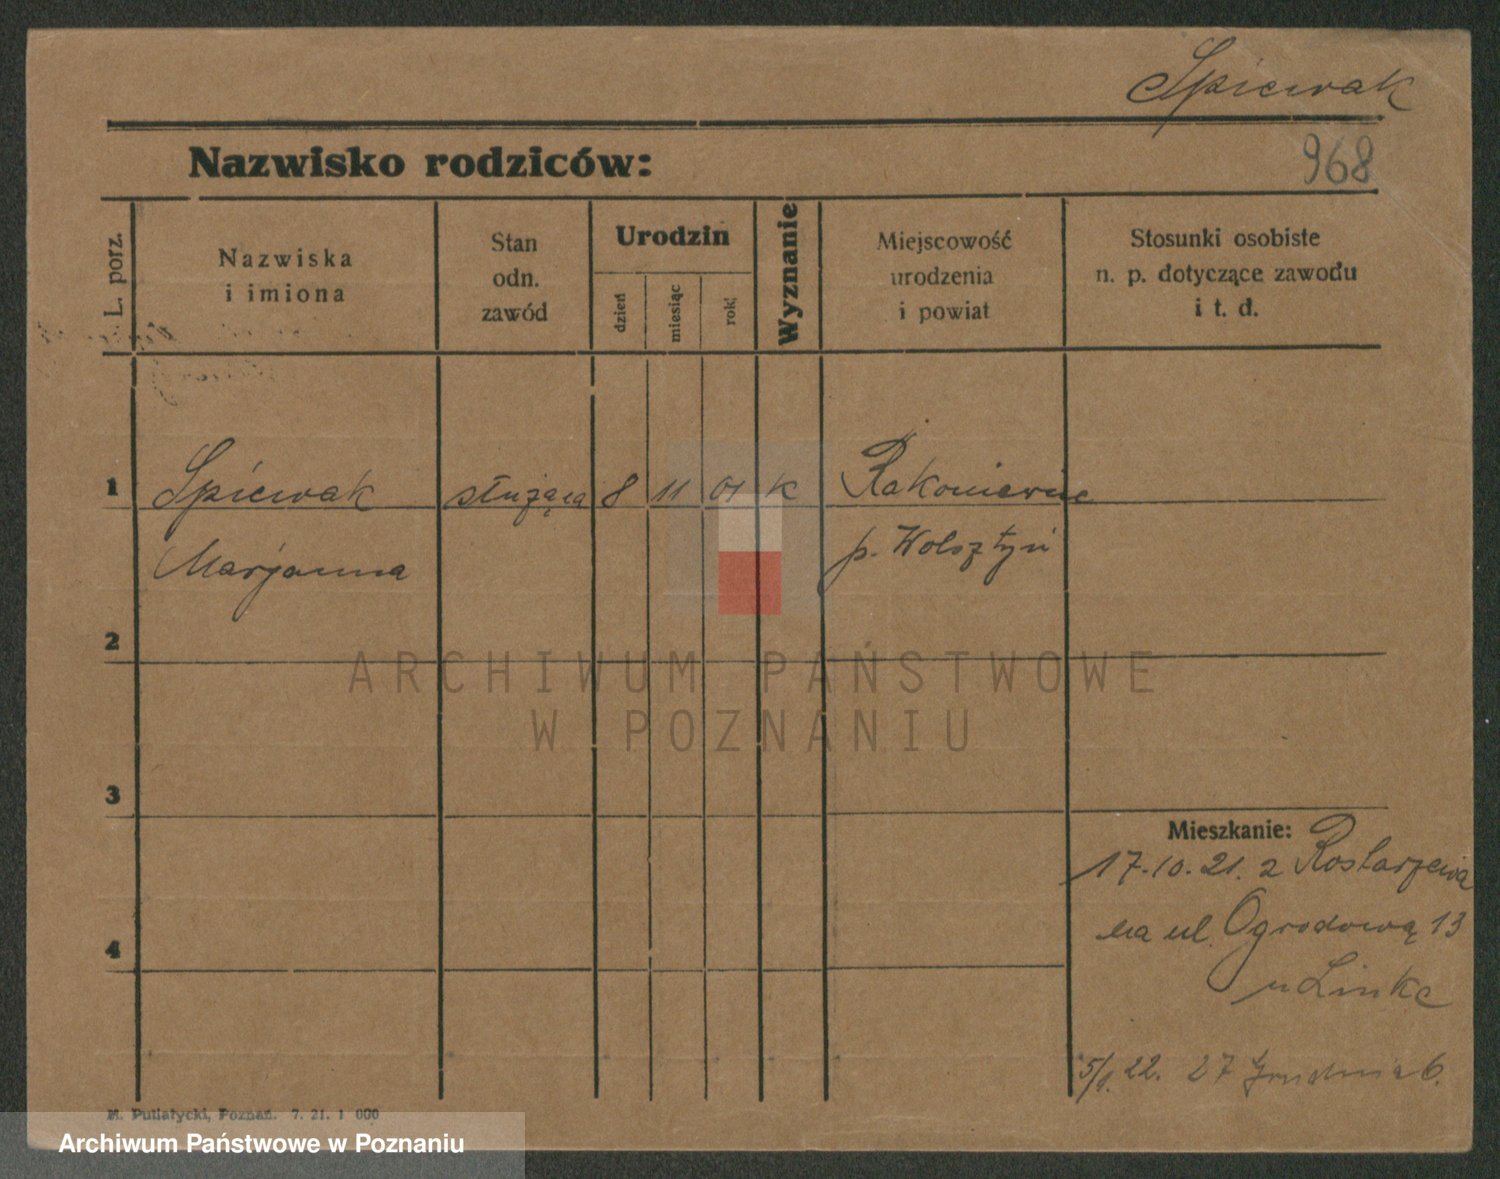 Spiewak
Nazwisko rodziców:
968
L. porz.
Nazwiska
i imiona
Stan
odn.
zawód
Urodzin
dzień
miesiąc
rok
Wyznanie
Miejscowość
urodzenia
i powiat
Stosunki osobiste
n. p. dotyczące zawodu
i t. d.
1 Spiewak służąca 8 11 01 k Rakoniewice
Marjanna p. Wolsztyn
2
ARCHIWUM PAŃSTWOWE
W POZNANIU
3
Mieszkanie:
17.10.21. z Rostarzewa
4
na ul. Ogrodową 13
u Linke
5/1. 22. 27 Grudnia 6.
M. Putiatycki, Poznań. 7. 21. 1 000
Archiwum Państwowe w Poznaniu